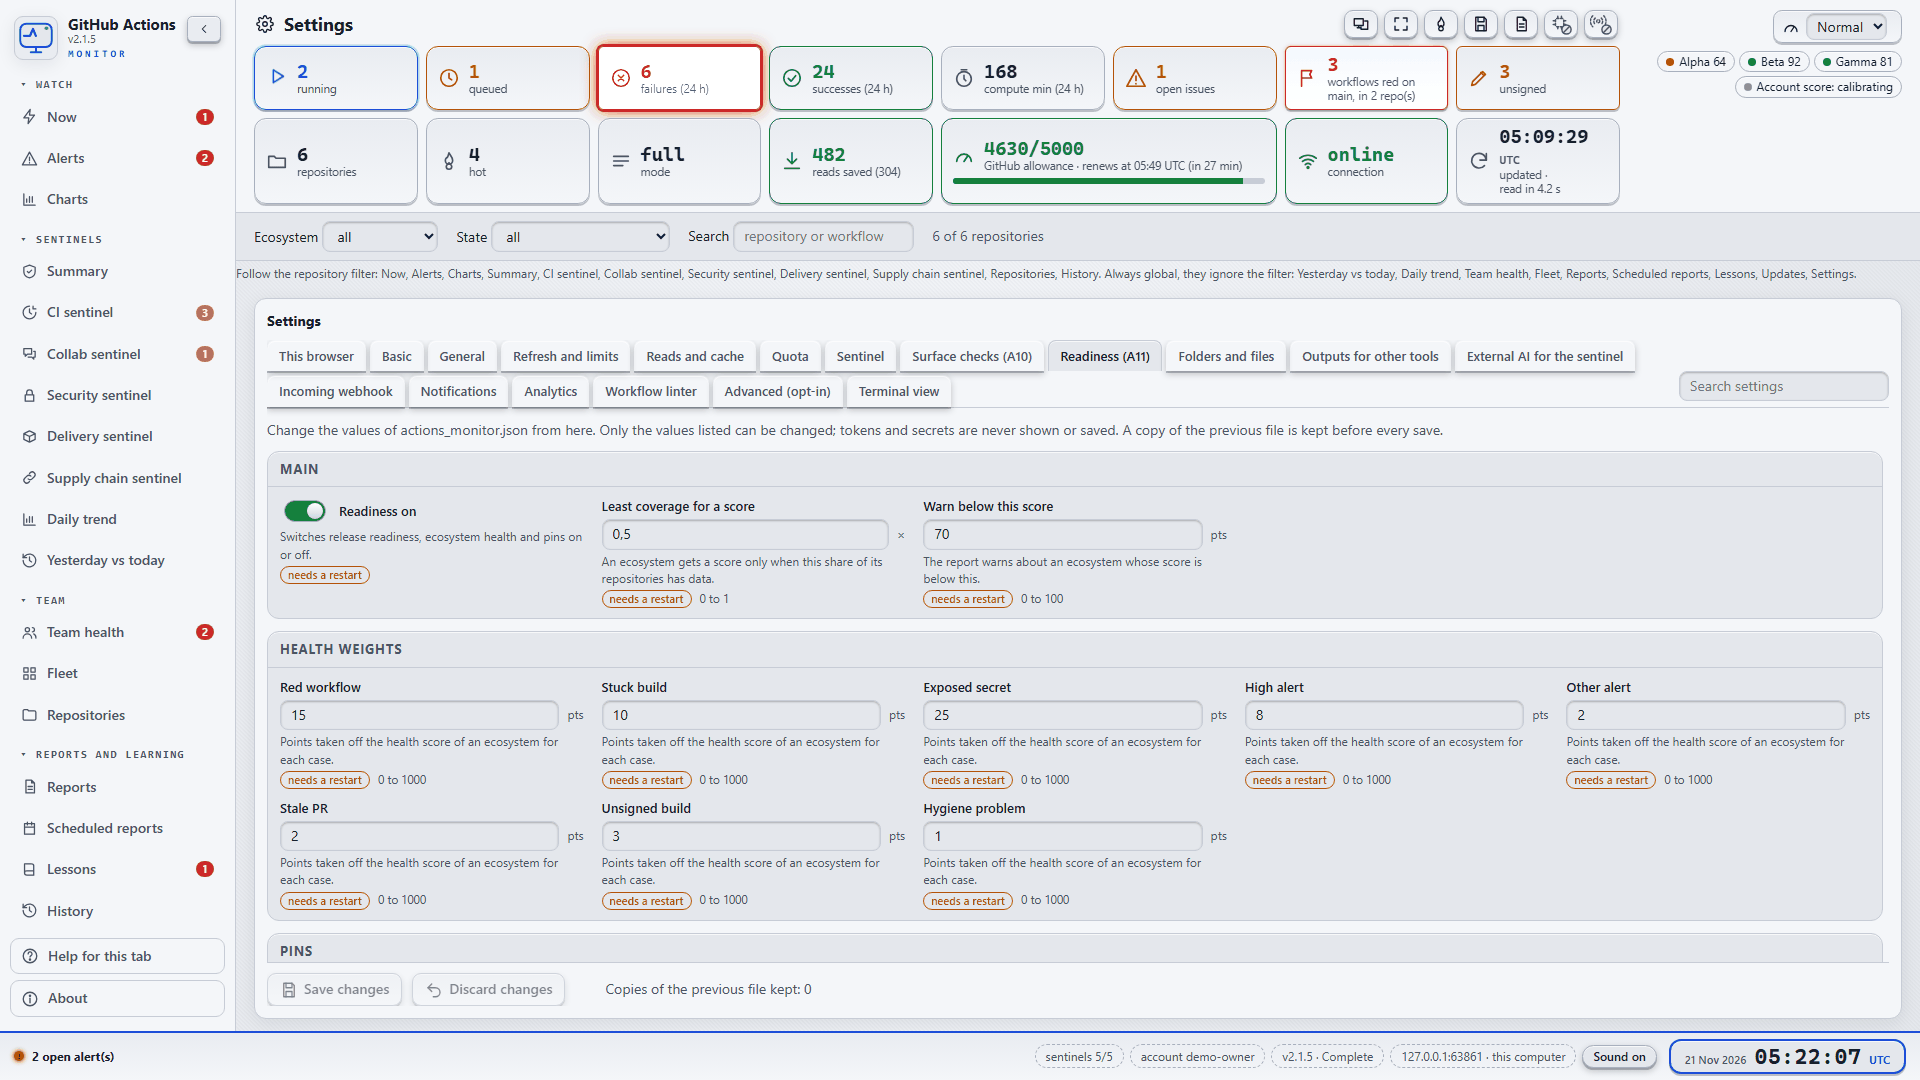 GitHub Actions
v2.1.5
MONITOR
WATCH
Now 1
Alerts 2
Charts
SENTINELS
Summary
CI sentinel 3
Collab sentinel 1
Security sentinel
Delivery sentinel
Supply chain sentinel
Daily trend
Yesterday vs today
TEAM
Team health 2
Fleet
Repositories
REPORTS AND LEARNING
Reports
Scheduled reports
Lessons 1
History
Help for this tab
About
Settings
Normal
Alpha 64 Beta 92 Gamma 81
Account score: calibrating
2
running
1
queued
6
failures (24 h)
24
successes (24 h)
168
compute min (24 h)
1
open issues
3
workflows red on
main, in 2 repo(s)
3
unsigned
6
repositories
4
hot
full
mode
482
reads saved (304)
4630/5000
GitHub allowance · renews at 05:49 UTC (in 27 min)
online
connection
05:09:29
UTC
updated ·
read in 4.2 s
Ecosystem all State all Search repository or workflow 6 of 6 repositories
Follow the repository filter: Now, Alerts, Charts, Summary, CI sentinel, Collab sentinel, Security sentinel, Delivery sentinel, Supply chain sentinel, Repositories, History. Always global, they ignore the filter: Yesterday vs today, Daily trend, Team health, Fleet, Reports, Scheduled reports, Lessons, Updates, Settings.
Settings
This browser Basic General Refresh and limits Reads and cache Quota Sentinel Surface checks (A10) Readiness (A11) Folders and files Outputs for other tools External AI for the sentinel
Incoming webhook Notifications Analytics Workflow linter Advanced (opt-in) Terminal view
Search settings
Change the values of actions_monitor.json from here. Only the values listed can be changed; tokens and secrets are never shown or saved. A copy of the previous file is kept before every save.
MAIN
Readiness on
Switches release readiness, ecosystem health and pins on
or off.
needs a restart
Least coverage for a score
0,5 ×
An ecosystem gets a score only when this share of its
repositories has data.
needs a restart 0 to 1
Warn below this score
70 pts
The report warns about an ecosystem whose score is
below this.
needs a restart 0 to 100
HEALTH WEIGHTS
Red workflow
15 pts
Points taken off the health score of an ecosystem for
each case.
needs a restart 0 to 1000
Stuck build
10 pts
Points taken off the health score of an ecosystem for
each case.
needs a restart 0 to 1000
Exposed secret
25 pts
Points taken off the health score of an ecosystem for
each case.
needs a restart 0 to 1000
High alert
8 pts
Points taken off the health score of an ecosystem for
each case.
needs a restart 0 to 1000
Other alert
2 pts
Points taken off the health score of an ecosystem for
each case.
needs a restart 0 to 1000
Stale PR
2 pts
Points taken off the health score of an ecosystem for
each case.
needs a restart 0 to 1000
Unsigned build
3 pts
Points taken off the health score of an ecosystem for
each case.
needs a restart 0 to 1000
Hygiene problem
1 pts
Points taken off the health score of an ecosystem for
each case.
needs a restart 0 to 1000
PINS
Save changes Discard changes Copies of the previous file kept: 0
2 open alert(s)
sentinels 5/5 account demo-owner v2.1.5 · Complete 127.0.0.1:63861 · this computer Sound on 21 Nov 2026 05:22:07 UTC